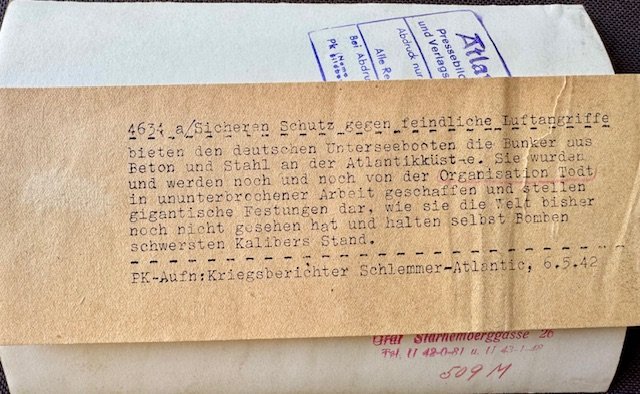 Atla
Pressebild
und Verlags
Abdruck nur
Alle Re
Bei Abdru
Name
Pk
4634 a/Sicheren Schutz gegen feindliche Luftangriffe
bieten den deutschen Unterseebooten die Bunker aus
Beton und Stahl an der Atlantikküste. Sie wurden
und werden noch und noch von der Organisation Todt
in ununterbrochener Arbeit geschaffen und stellen
gigantische Festungen dar, wie sie die Welt bisher
noch nicht gesehen hat und halten selbst Bomben
schwersten Kalibers Stand.
PK-Aufn:Kriegsberichter Schlemmer-Atlantic, 6.5.42
Graf Starhemberggasse 26
Tel. U 42-0-81 u. U 43-1-
509 M